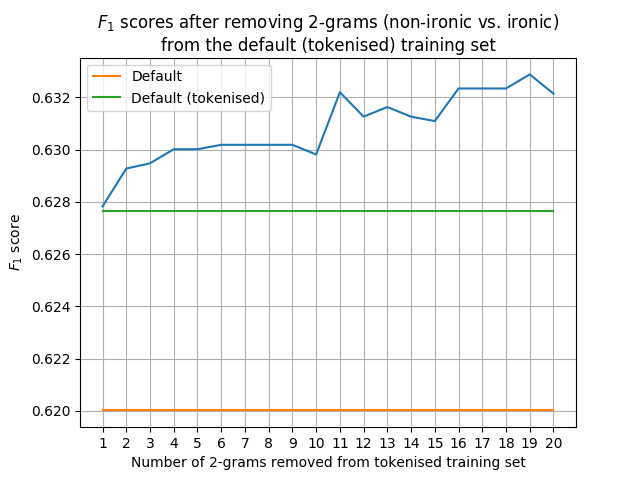 F1 scores after removing 2-grams (non-ironic vs. ironic)
from the default (tokenised) training set
Default
Default (tokenised)
0.632
0.630
0.628
0.626
0.624
0.622
0.620
F1 score
1 2 3 4 5 6 7 8 9 10 11 12 13 14 15 16 17 18 19 20
Number of 2-grams removed from tokenised training set